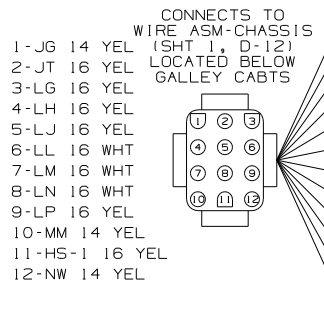 CONNECTS TO
WIRE ASM-CHASSIS
(SHT 1, D-12)
LOCATED BELOW
GALLEY CABTS
1-JG 14 YEL
2-JT 16 YEL
3-LG 16 YEL
4-LH 16 YEL
5-LJ 16 YEL
6-LL 16 WHT
7-LM 16 WHT
8-LN 16 WHT
9-LP 16 YEL
10-MM 14 YEL
11-HS-1 16 YEL
12-NW 14 YEL
1 2 3
4 5 6
7 8 9
10 11 12